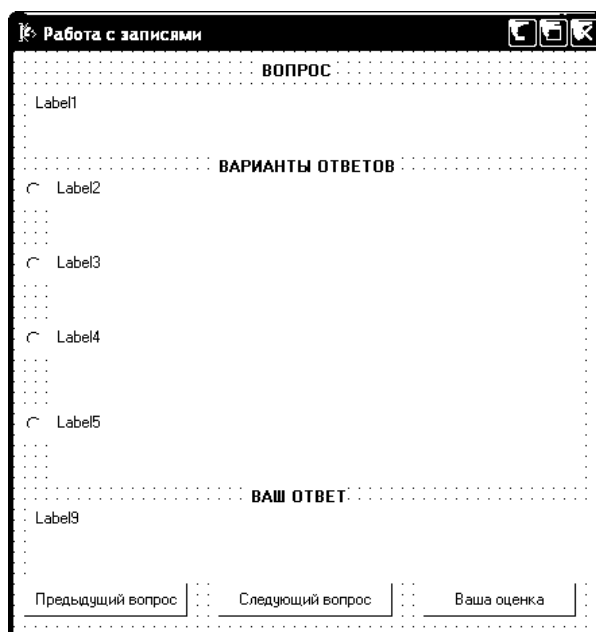 Работа с записями
ВОПРОС
Label1
ВАРИАНТЫ ОТВЕТОВ
Label2
Label3
Label4
Label5
ВАШ ОТВЕТ
Label9
Предыдущий вопрос Следующий вопрос Ваша оценка